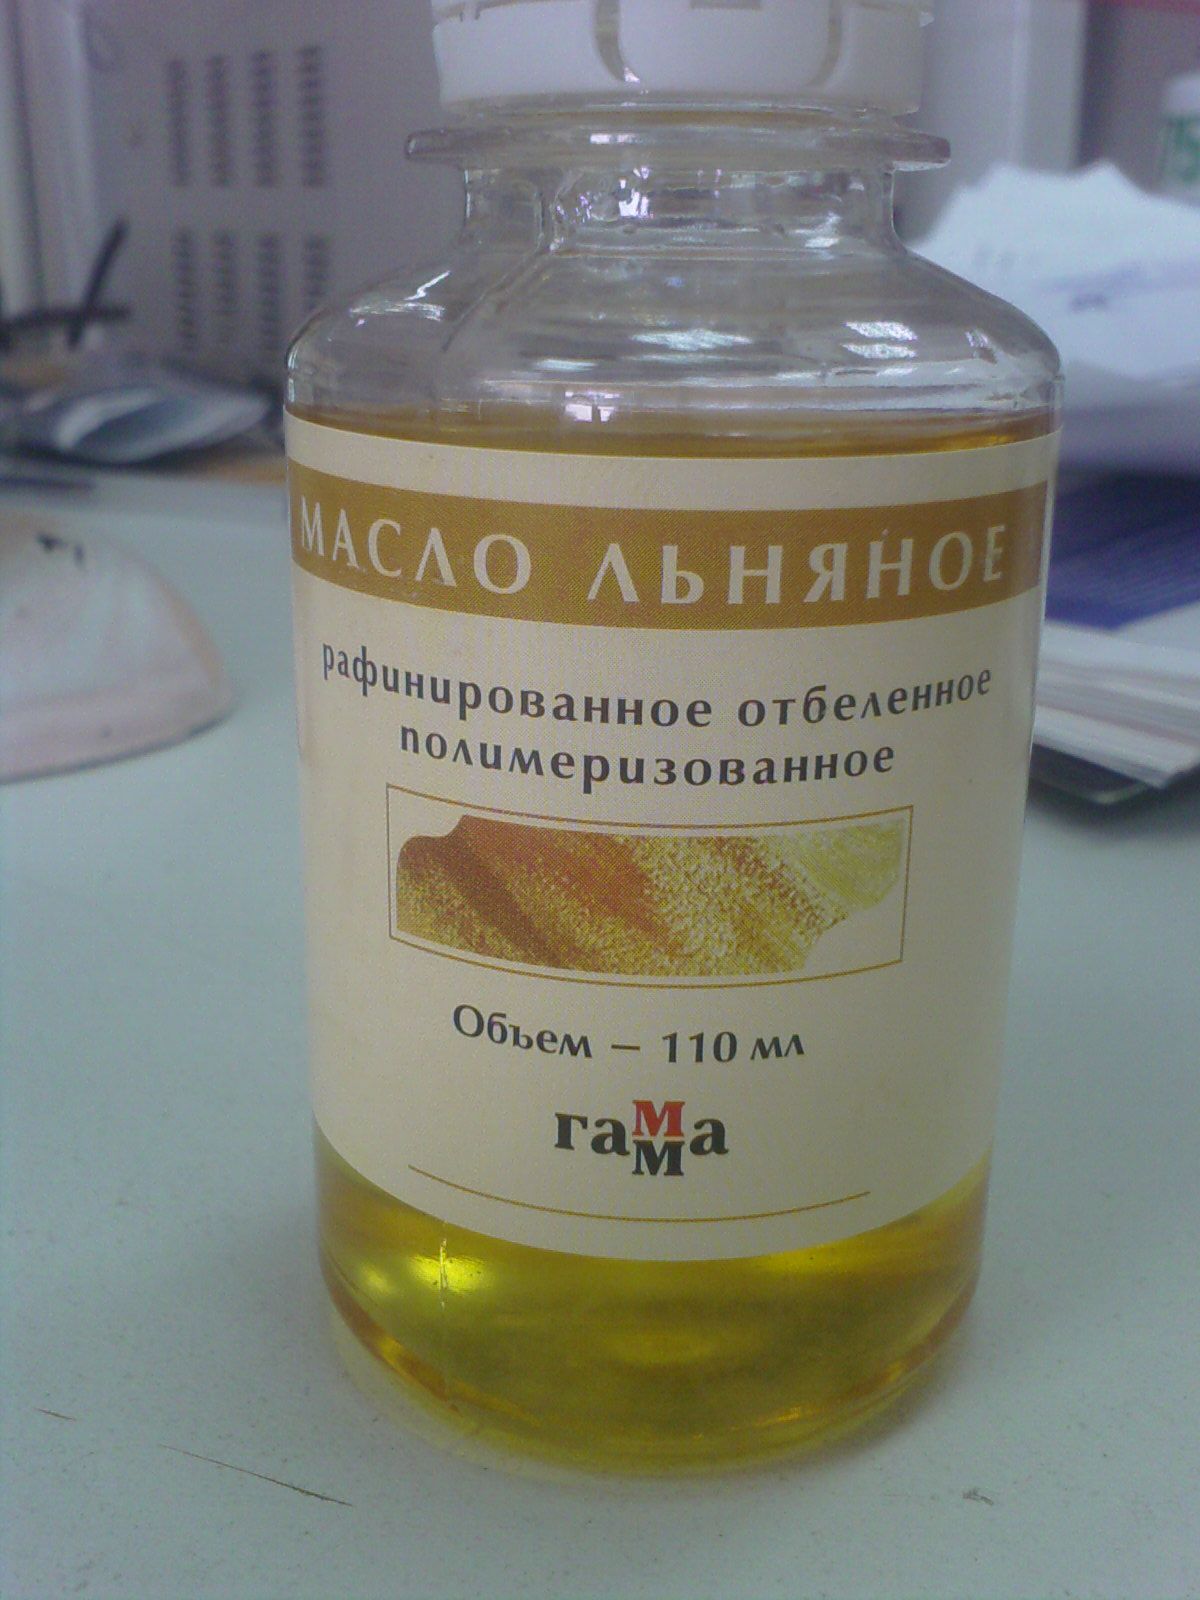 МАСЛО ЛЬНЯНОЕ
рафинированное отбеленное
полимеризованное
Объем – 110 мл
гамма